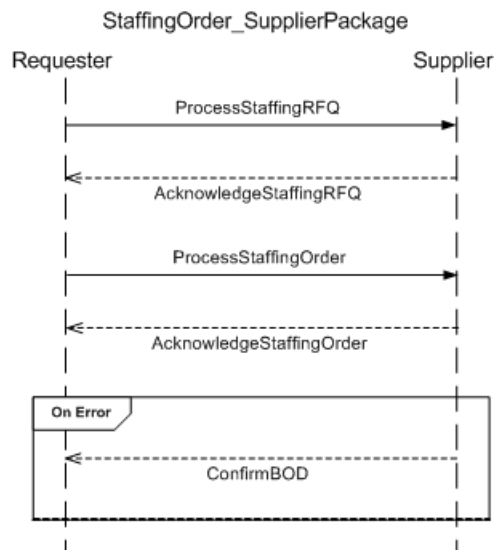 StaffingOrder_SupplierPackage
Requester
Supplier
ProcessStaffingRFQ
AcknowledgeStaffingRFQ
ProcessStaffingOrder
AcknowledgeStaffingOrder
On Error
ConfirmBOD